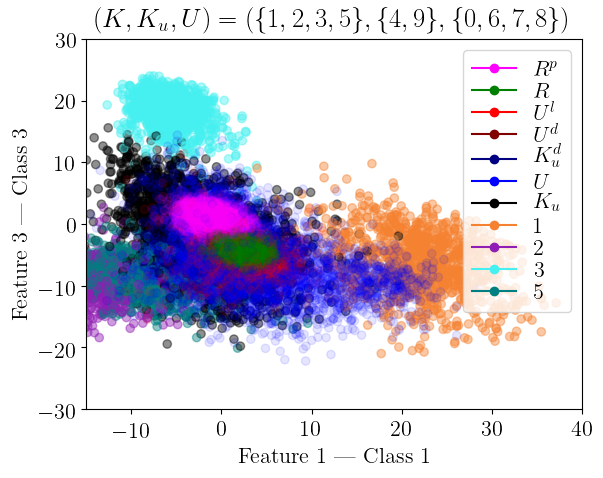 (K, K_u, U) = ({1, 2, 3, 5}, {4, 9}, {0, 6, 7, 8})
30
20
10
0
−10
−20
−30
Feature 3 — Class 3
R^p
R
U^l
U^d
K_u^d
U
K_u
1
2
3
5
−10
0
10
20
30
40
Feature 1 — Class 1